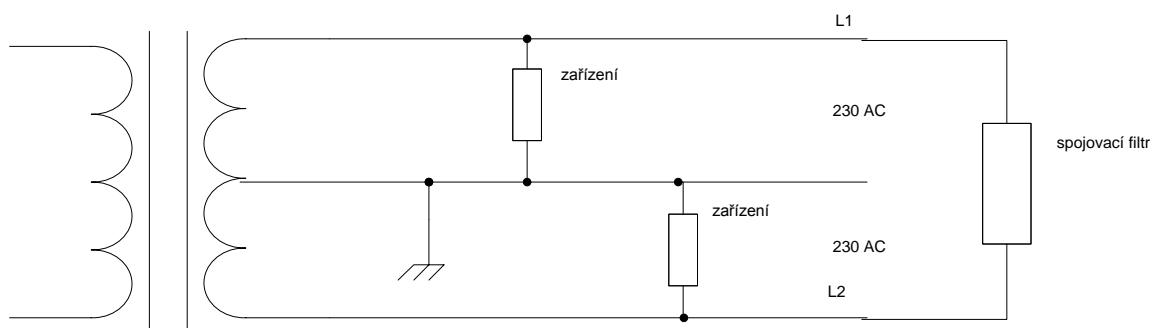 L1
zařízení
230 AC
spojovací filtr
zařízení
230 AC
L2